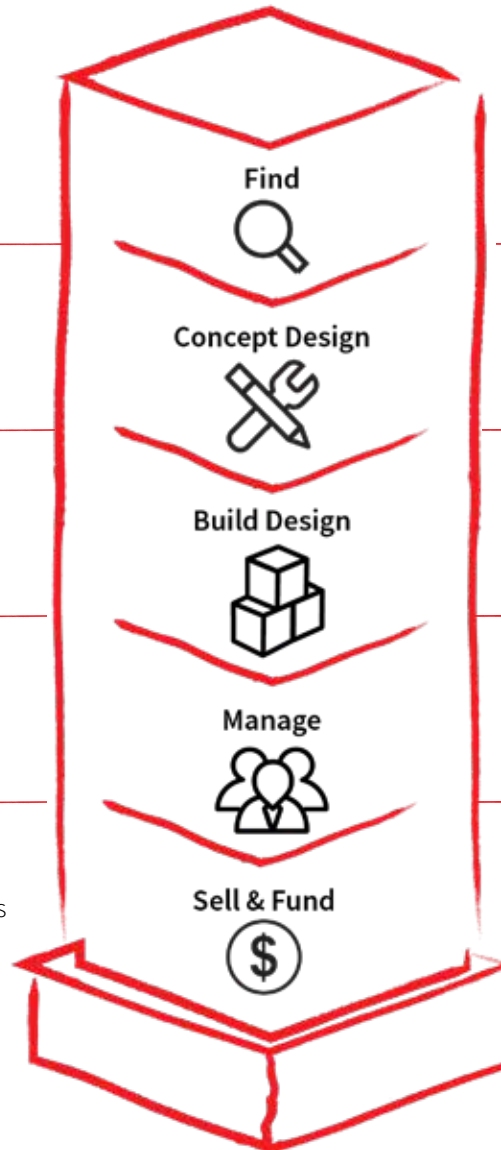 Find
Concept Design
Build Design
Manage
s
Sell & Fund
$